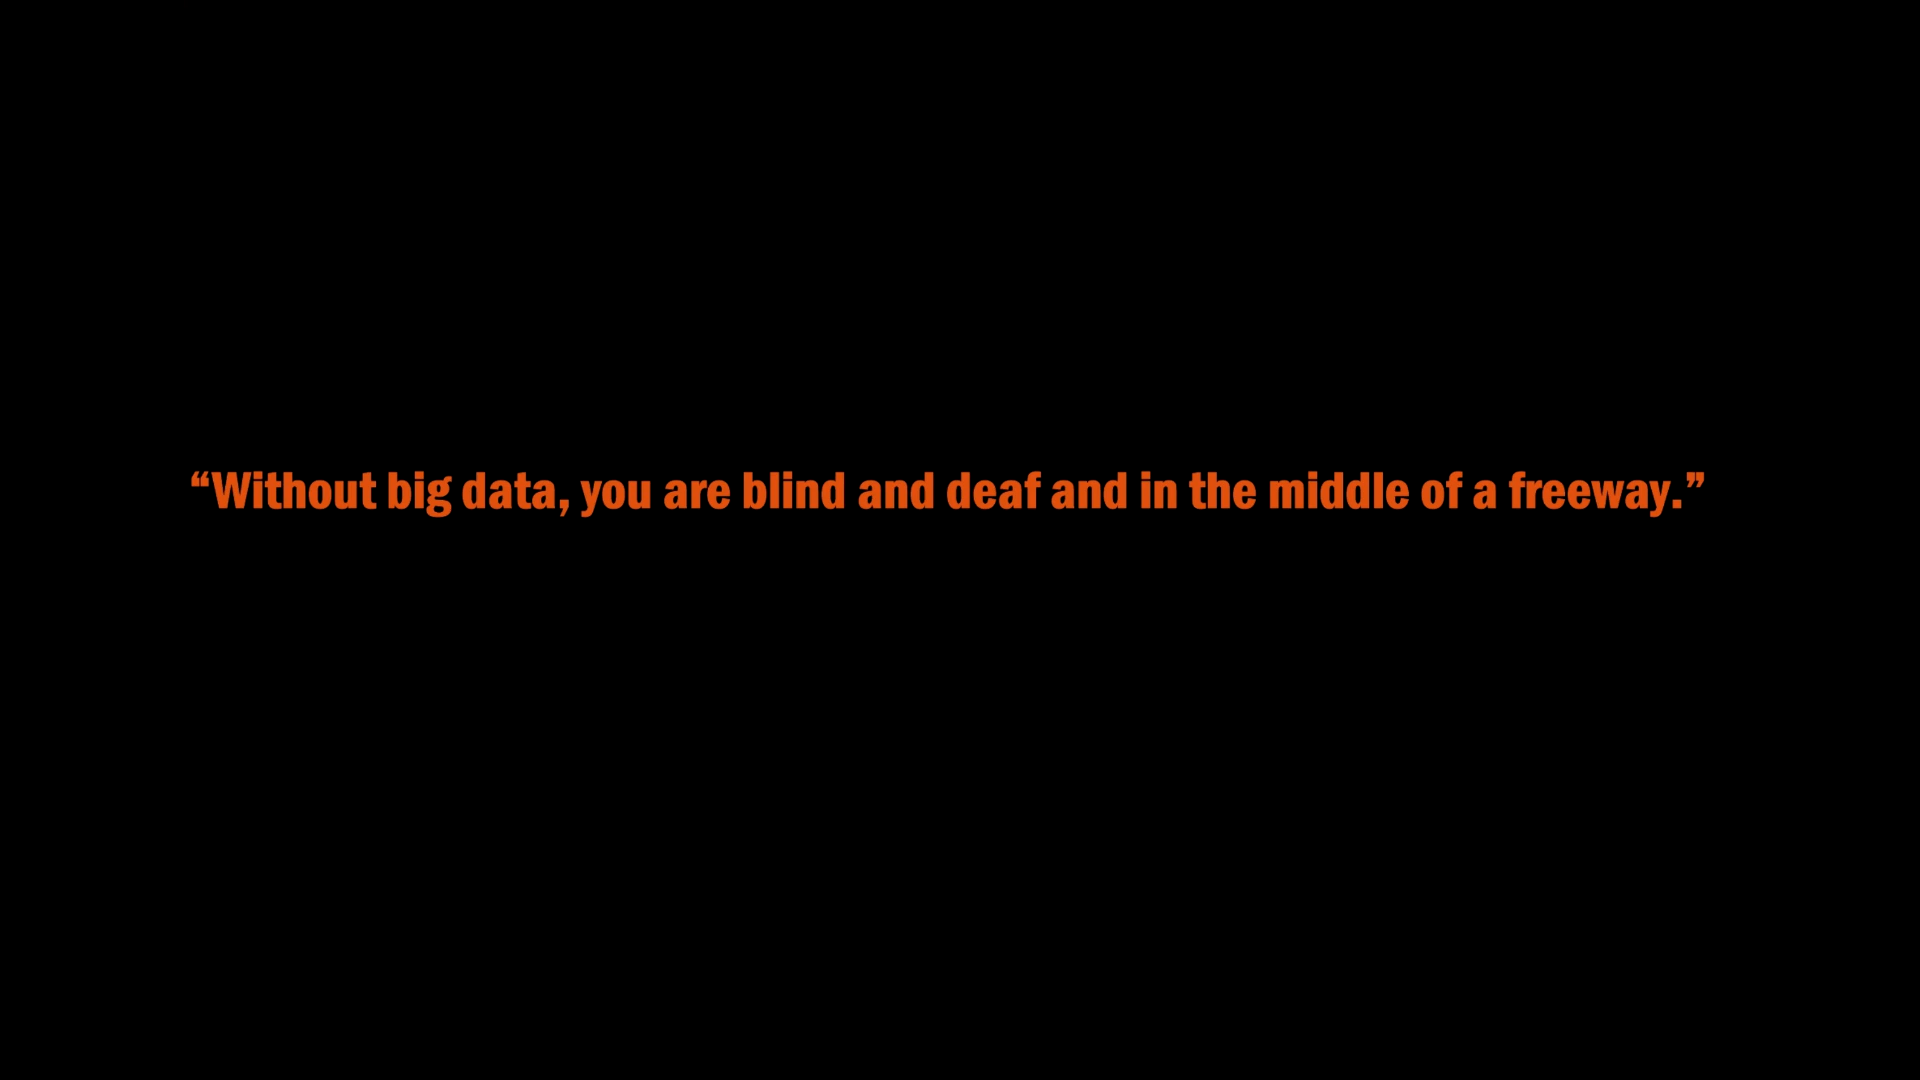 “Without big data, you are blind and deaf and in the middle of a freeway.”